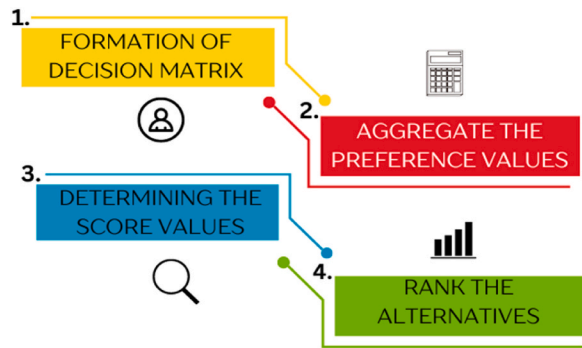 1.
FORMATION OF
DECISION MATRIX
2.
AGGREGATE THE
PREFERENCE VALUES
3.
DETERMINING THE
SCORE VALUES
4.
RANK THE
ALTERNATIVES